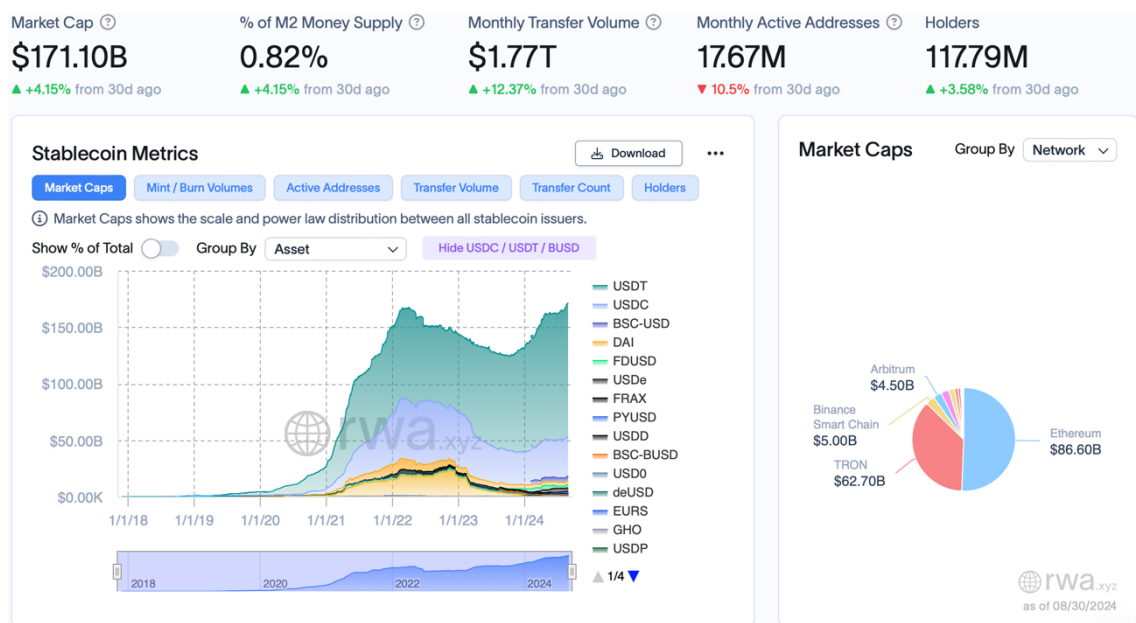 Market Cap
$171.10B
+4.15% from 30d ago
% of M2 Money Supply
0.82%
+4.15% from 30d ago
Monthly Transfer Volume
$1.77T
+12.37% from 30d ago
Monthly Active Addresses
17.67M
10.5% from 30d ago
Holders
117.79M
+3.58% from 30d ago
Stablecoin Metrics
Download
Market Caps
Mint / Burn Volumes
Active Addresses
Transfer Volume
Transfer Count
Holders
Market Caps shows the scale and power law distribution between all stablecoin issuers.
Show % of Total
Group By
Asset
Hide USDC / USDT / BUSD
$200.00B
$150.00B
$100.00B
$50.00B
$0.00K
1/1/18
1/1/19
1/1/20
1/1/21
1/1/22
1/1/23
1/1/24
rwa.xyz
2018
2020
2022
2024
USDT
USDC
BSC-USD
DAI
FDUSD
USDe
FRAX
PYUSD
USDD
BSC-BUSD
USD0
deUSD
EURS
GHO
USDP
1/4
Market Caps
Group By
Network
Arbitrum
$4.50B
Binance
Smart Chain
$5.00B
TRON
$62.70B
Ethereum
$86.60B
rwa.xyz
as of 08/30/2024